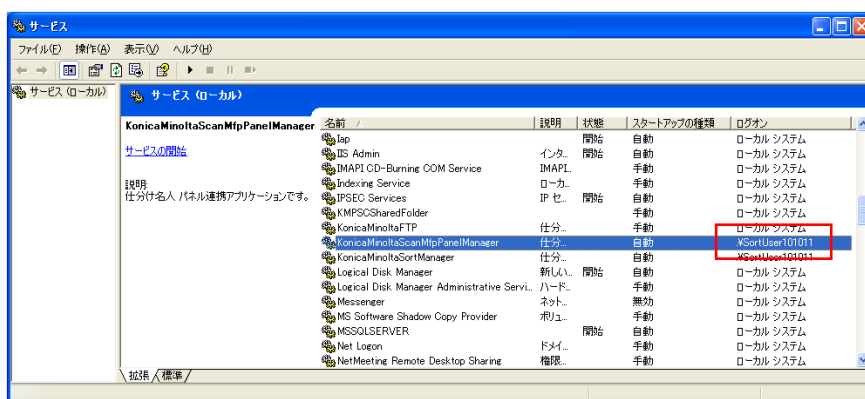 サービス
ファイル(F) 操作(A) 表示(V) ヘルプ(H)
サービス (ローカル)
サービス (ローカル)
KonicaMinoltaScanMfpPanelManager
サービスの開始
説明:
仕分け名人 パネル連携アプリケーションです。
名前 説明 状態 スタートアップの種類 ログオン
Iap 開始 自動 ローカル システム
IIS Admin インタ... 開始 自動 ローカル システム
IMAPI CD-Burning COM Service IMAPI... 手動 ローカル システム
Indexing Service ローカ... 手動 ローカル システム
IPSEC Services IP セ... 開始 自動 ローカル システム
KMPSCSharedFolder 手動 ローカル システム
KonicaMinoltaFTP 仕分... 手動 ローカル システム
KonicaMinoltaScanMfpPanelManager 仕分... 自動 .¥SortUser101011
KonicaMinoltaSortManager 仕分... 自動 .¥SortUser101011
Logical Disk Manager 新しい... 開始 自動 ローカル システム
Logical Disk Manager Administrative Servi... ハード... 手動 ローカル システム
Messenger ネット... 無効 ローカル システム
MS Software Shadow Copy Provider ボリュ... 手動 ローカル システム
MSSQLSERVER 開始 自動 ローカル システム
Net Logon ドメイ... 手動 ローカル システム
NetMeeting Remote Desktop Sharing 権限... 手動 ローカル システム
拡張 標準